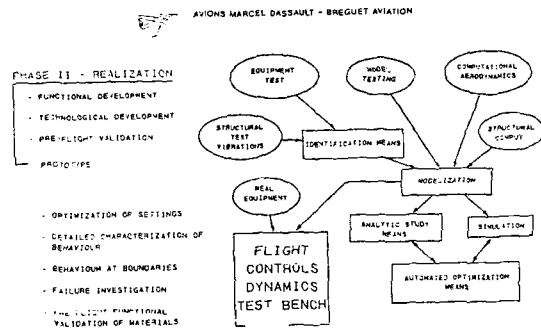 AVIONS MARCEL DASSAULT - BREGUET AVIATION
PHASE II - REALIZATION
- FUNCTIONAL DEVELOPMENT
- TECHNOLOGICAL DEVELOPMENT
- PRE-FLIGHT VALIDATION
- PROTOTYPE
EQUIPMENT
TEST
MODEL
TESTING
COMPUTATIONAL
AERODYNAMICS
STRUCTURAL
TEST
VIBRATIONS
IDENTIFICATION MEANS
STRUCTURAL
COMPUT
MODELIZATION
REAL
EQUIPMENT
ANALYTIC STUDY
MEANS
SIMULATION
FLIGHT
CONTROLS
DYNAMICS
TEST BENCH
AUTOMATED OPTIMIZATION
MEANS
- OPTIMIZATION OF SETTINGS
- DETAILED CHARACTERIZATION OF
BEHAVIOUR
- BEHAVIOUR AT BOUNDARIES
- FAILURE INVESTIGATION
- PRE-FLIGHT FUNCTIONAL
VALIDATION OF MATERIALS